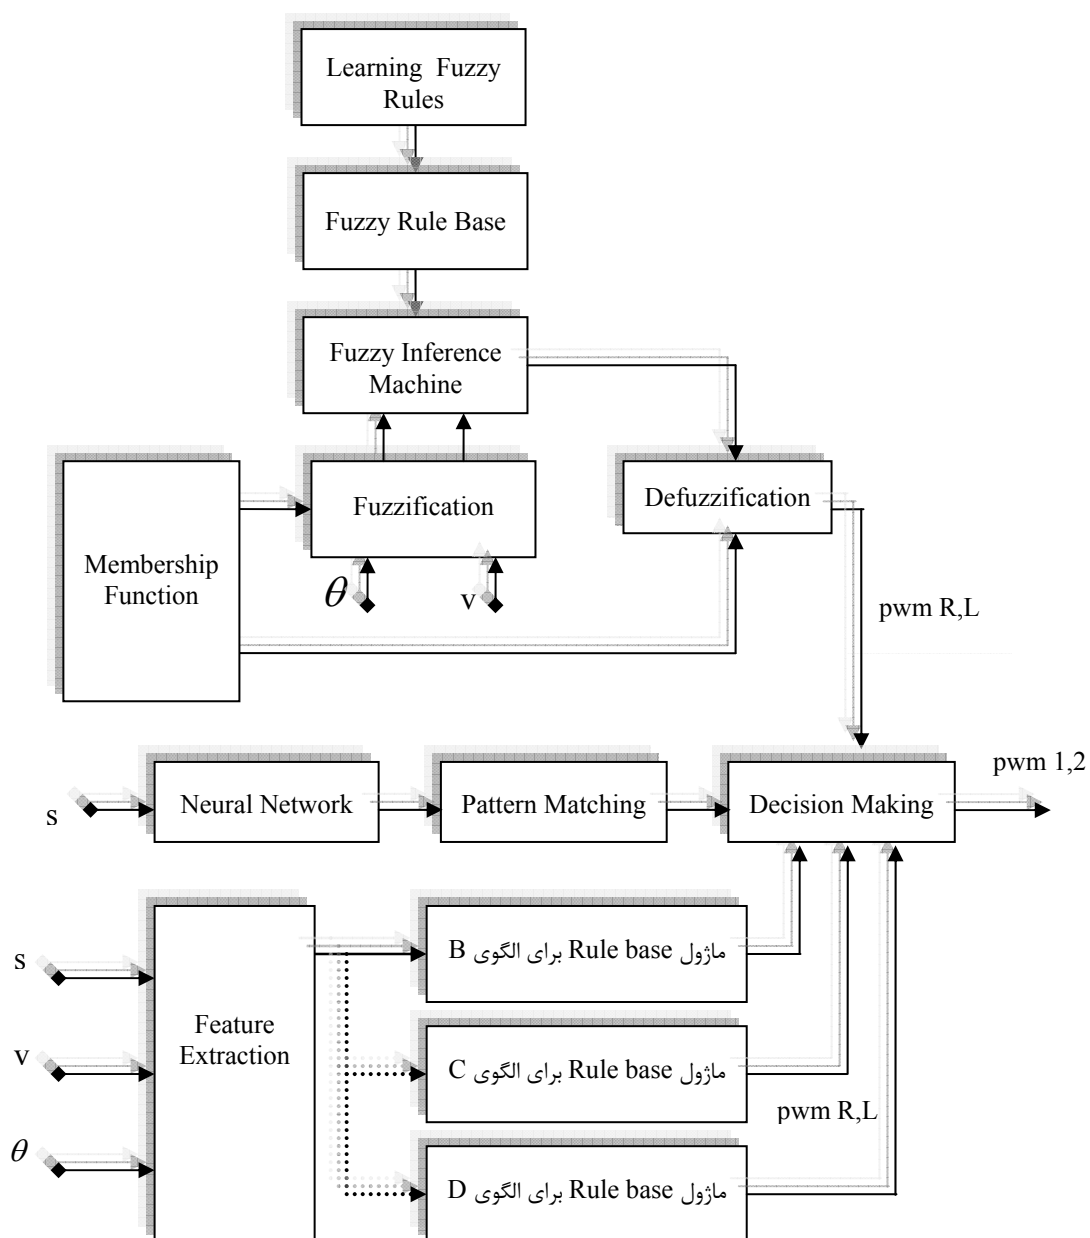 Learning Fuzzy
Rules
Fuzzy Rule Base
Fuzzy Inference
Machine
Membership
Function
Fuzzification
Defuzzification
θ
v
pwm R,L
s
Neural Network
Pattern Matching
Decision Making
pwm 1,2
s
v
θ
Feature
Extraction
ماژول Rule base برای الگوی B
ماژول Rule base برای الگوی C
pwm R,L
ماژول Rule base برای الگوی D